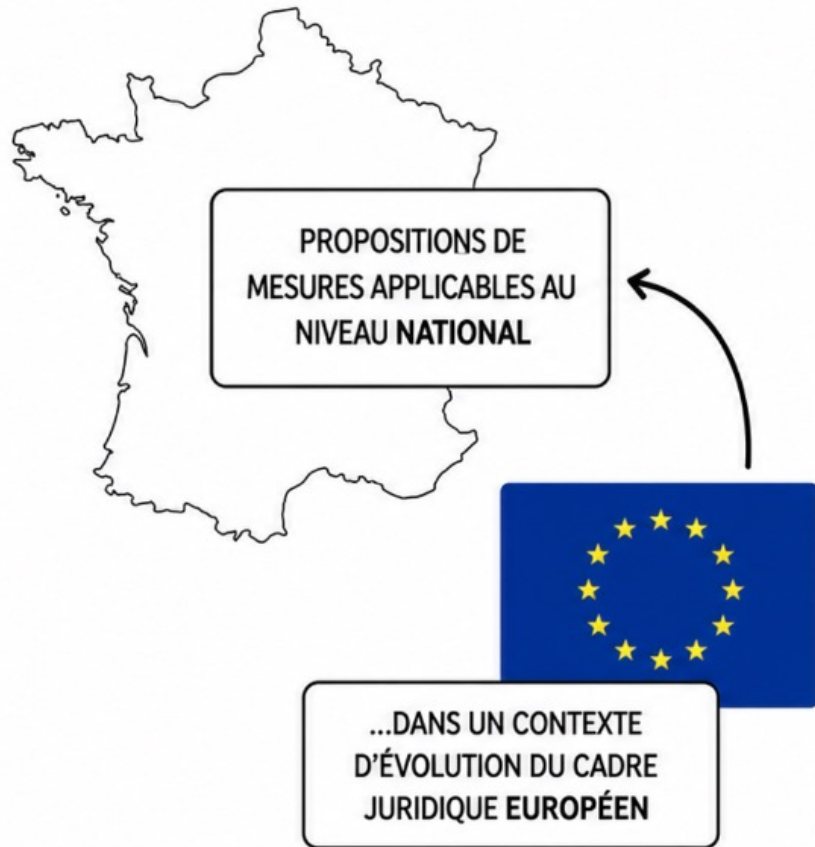 PROPOSITIONS DE
MESURES APPLICABLES AU
NIVEAU NATIONAL
...DANS UN CONTEXTE
D'ÉVOLUTION DU CADRE
JURIDIQUE EUROPÉEN